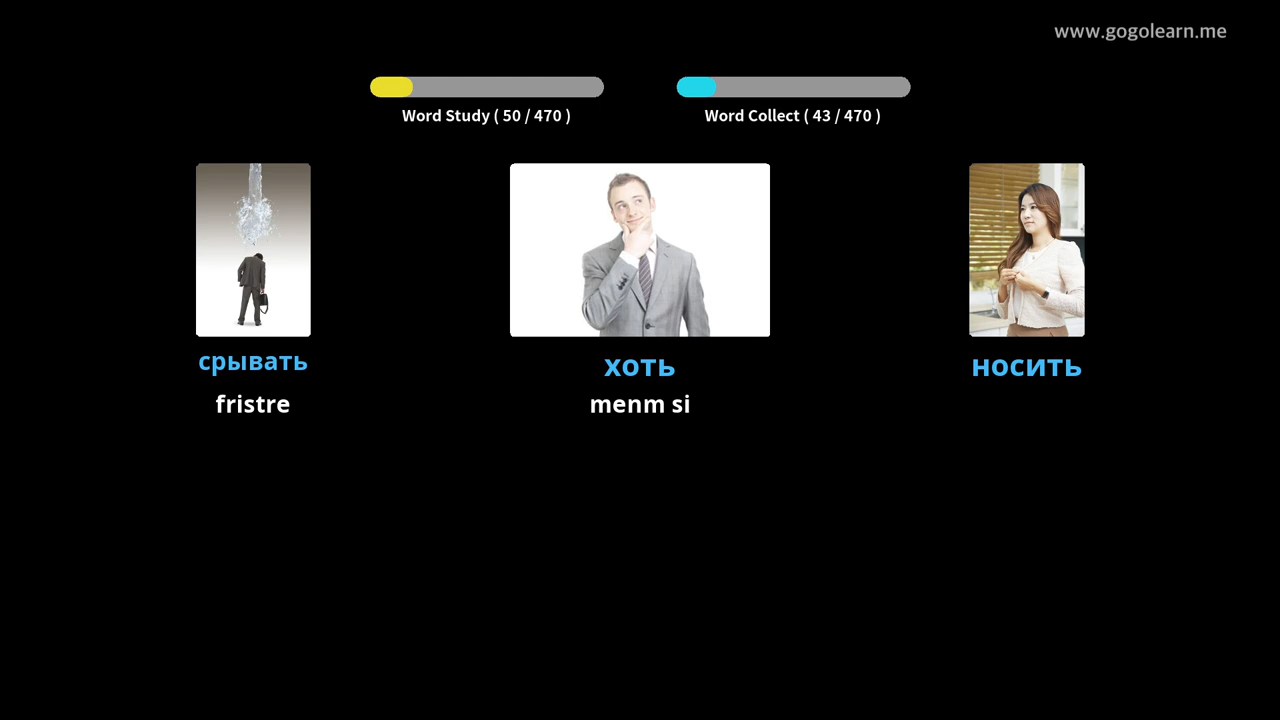 www.gogolearn.me
Word Study ( 50 / 470 )
Word Collect ( 43 / 470 )
срывать
хоть
носить
fristre
menm si